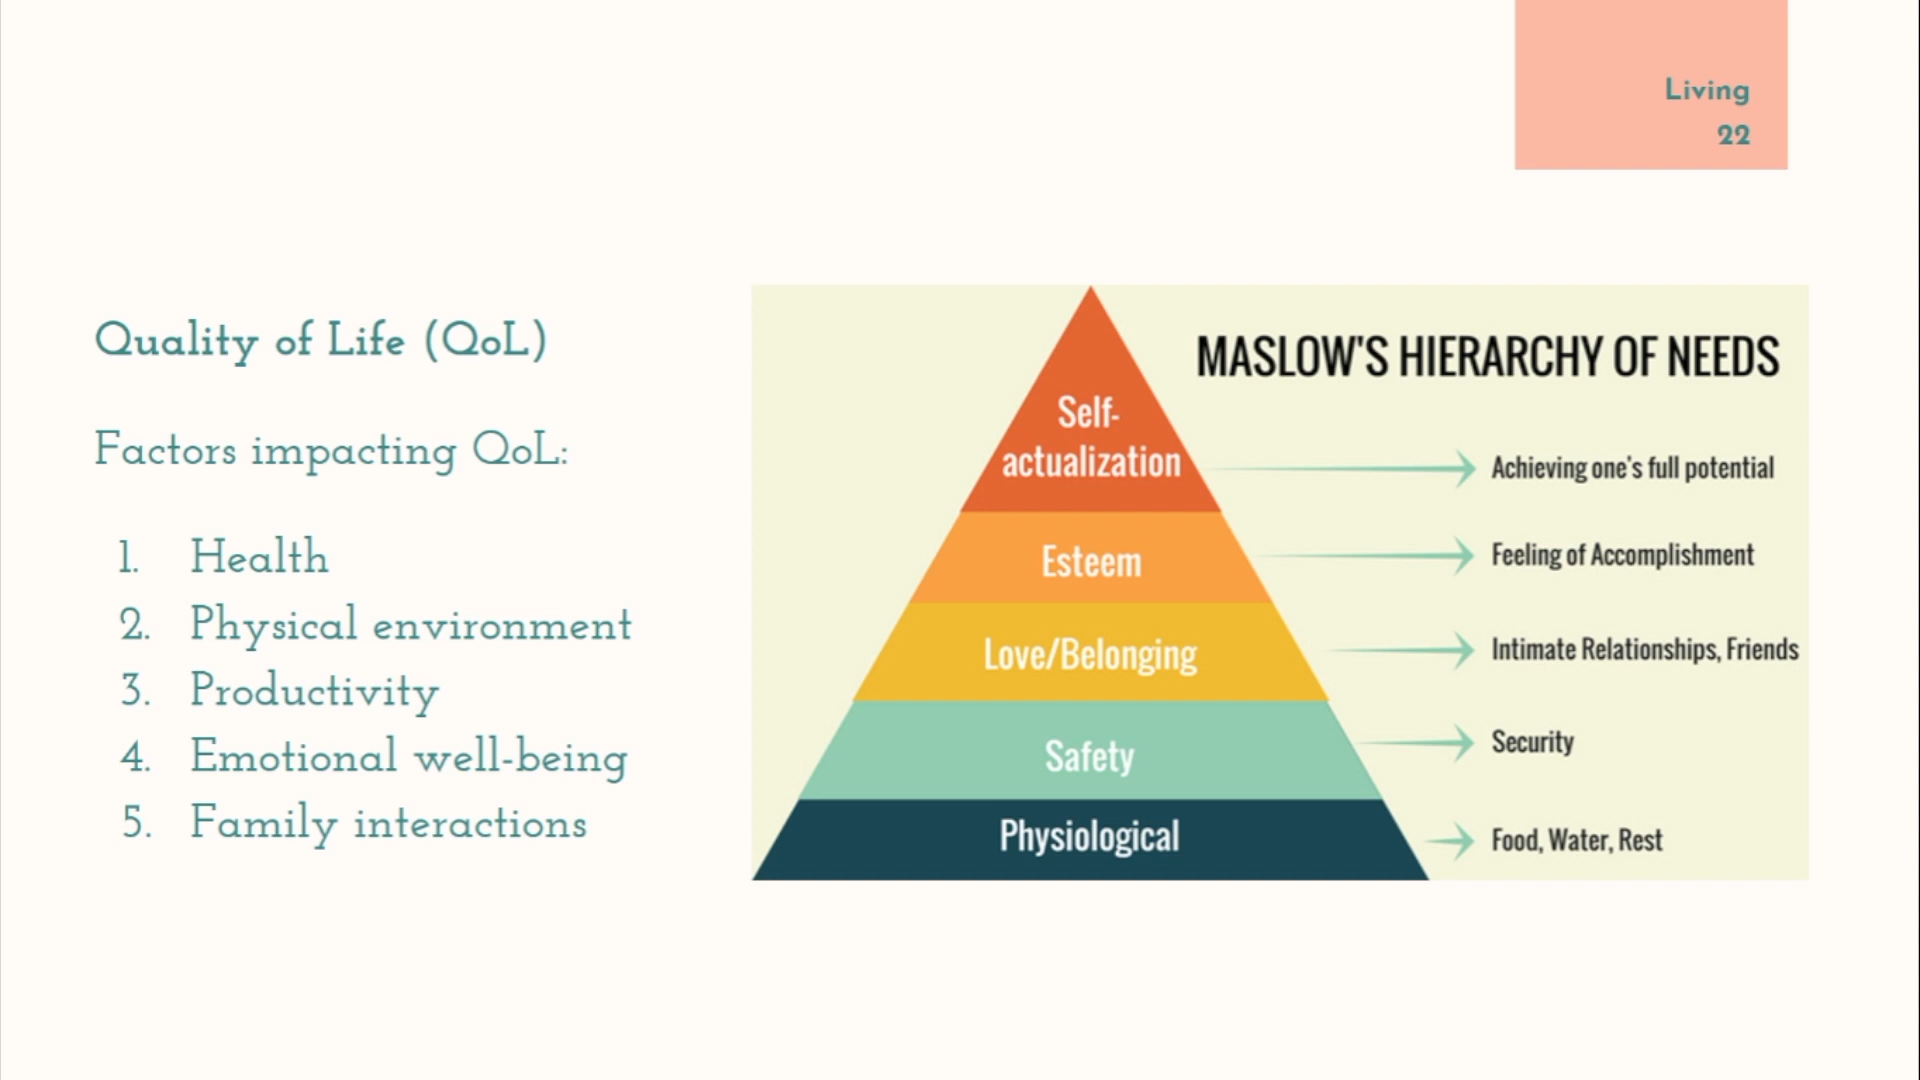 Living
22
Quality of Life (QoL)
Factors impacting QoL:
1. Health
2. Physical environment
3. Productivity
4. Emotional well-being
5. Family interactions
MASLOW'S HIERARCHY OF NEEDS
Self-
actualization
Achieving one's full potential
Esteem
Feeling of Accomplishment
Love/Belonging
Intimate Relationships, Friends
Safety
Security
Physiological
Food, Water, Rest